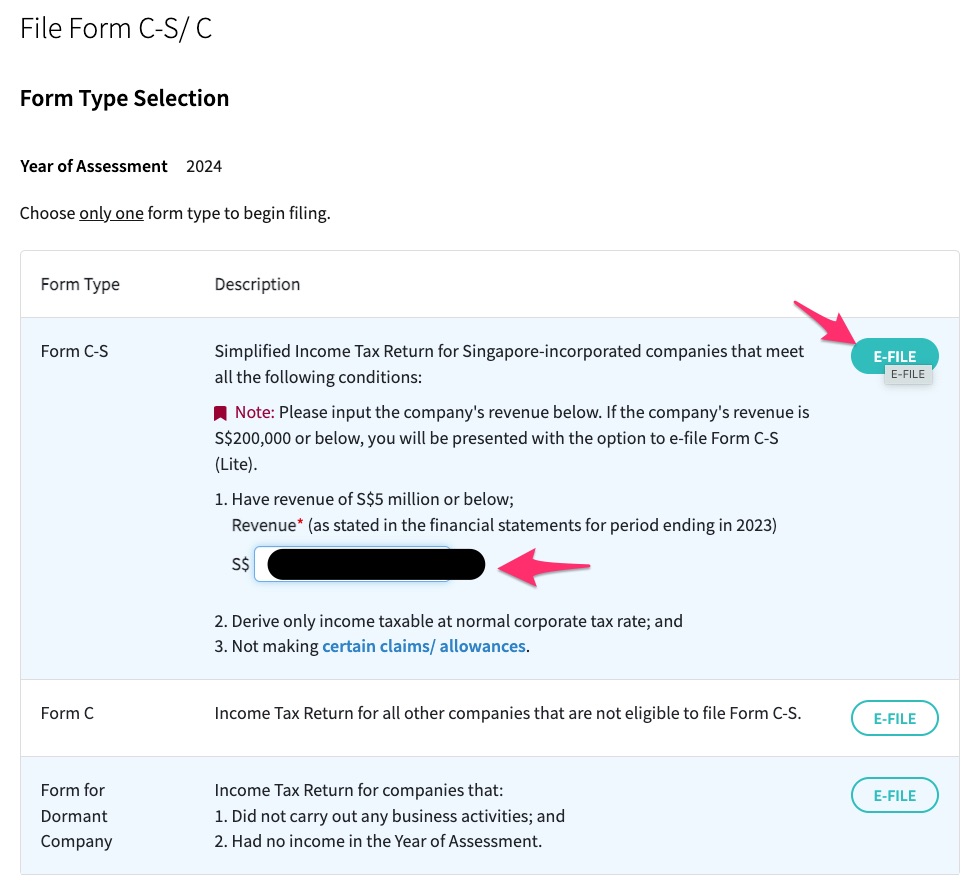 File Form C-S/ C
Form Type Selection
Year of Assessment 2024
Choose only one form type to begin filing.
Form Type Description
Form C-S
Simplified Income Tax Return for Singapore-incorporated companies that meet
all the following conditions:
E-FILE
E-FILE
Note: Please input the company's revenue below. If the company's revenue is
S$200,000 or below, you will be presented with the option to e-file Form C-S
(Lite).
1. Have revenue of S$5 million or below;
Revenue* (as stated in the financial statements for period ending in 2023)
S$
2. Derive only income taxable at normal corporate tax rate; and
3. Not making certain claims/ allowances.
Form C
Income Tax Return for all other companies that are not eligible to file Form C-S.
E-FILE
Form for
Dormant
Company
Income Tax Return for companies that:
1. Did not carry out any business activities; and
2. Had no income in the Year of Assessment.
E-FILE